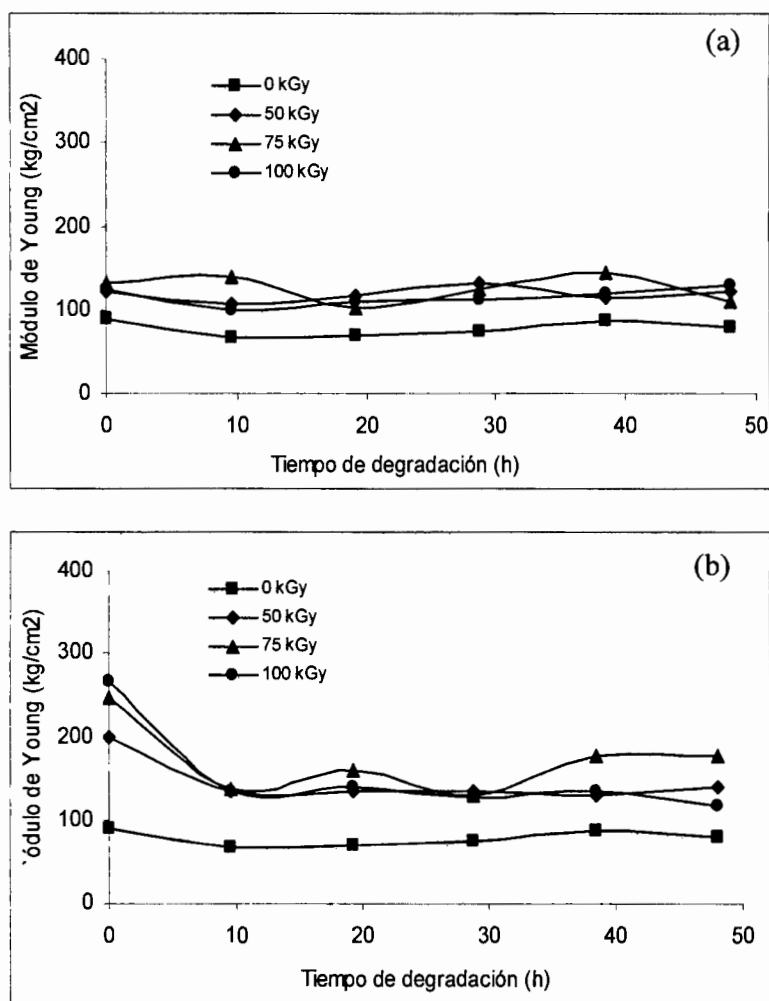 (a)
400
300
200
100
0
Módulo de Young (kg/cm2)
0 kGy
50 kGy
75 kGy
100 kGy
0 10 20 30 40 50
Tiempo de degradación (h)
(b)
400
300
200
100
0
`ódulo de Young (kg/cm2)
0 kGy
50 kGy
75 kGy
100 kGy
0 10 20 30 40 50
Tiempo de degradación (h)